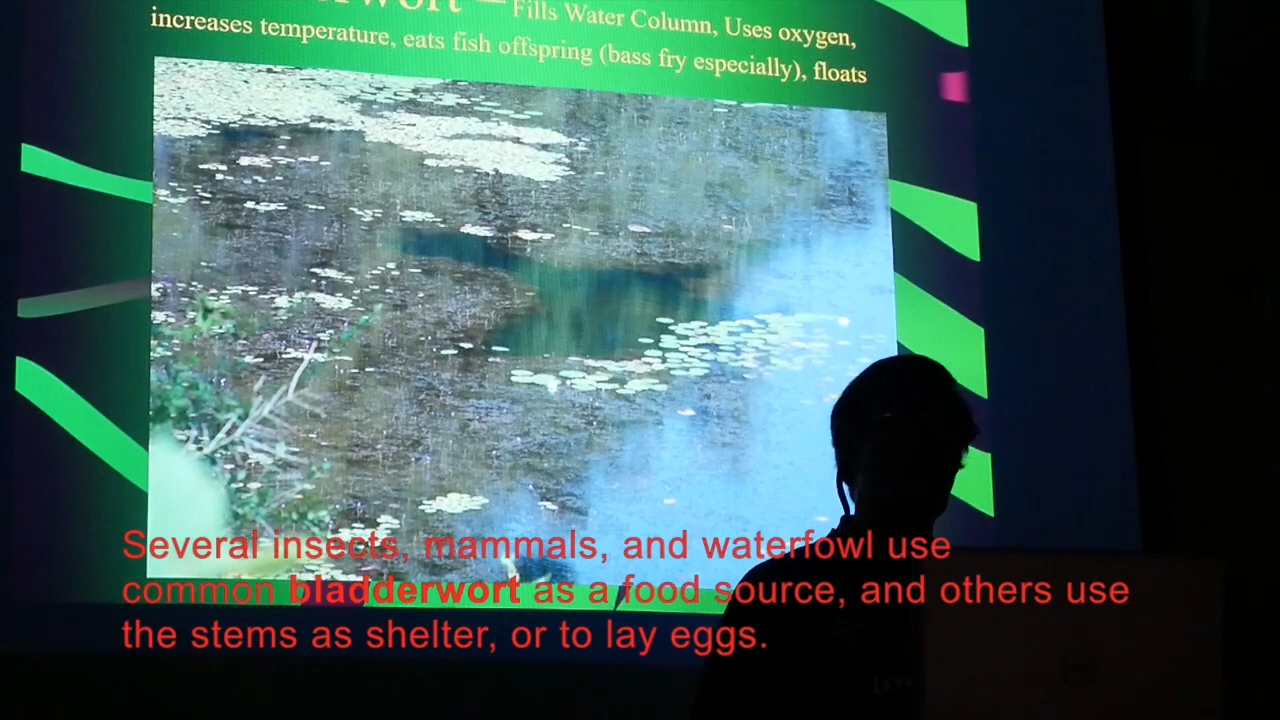 Fills Water Column, Uses oxygen,
increases temperature, eats fish offspring (bass fry especially), floats
Several insects, mammals, and waterfowl use
common bladderwort as a food source, and others use
the stems as shelter, or to lay eggs.